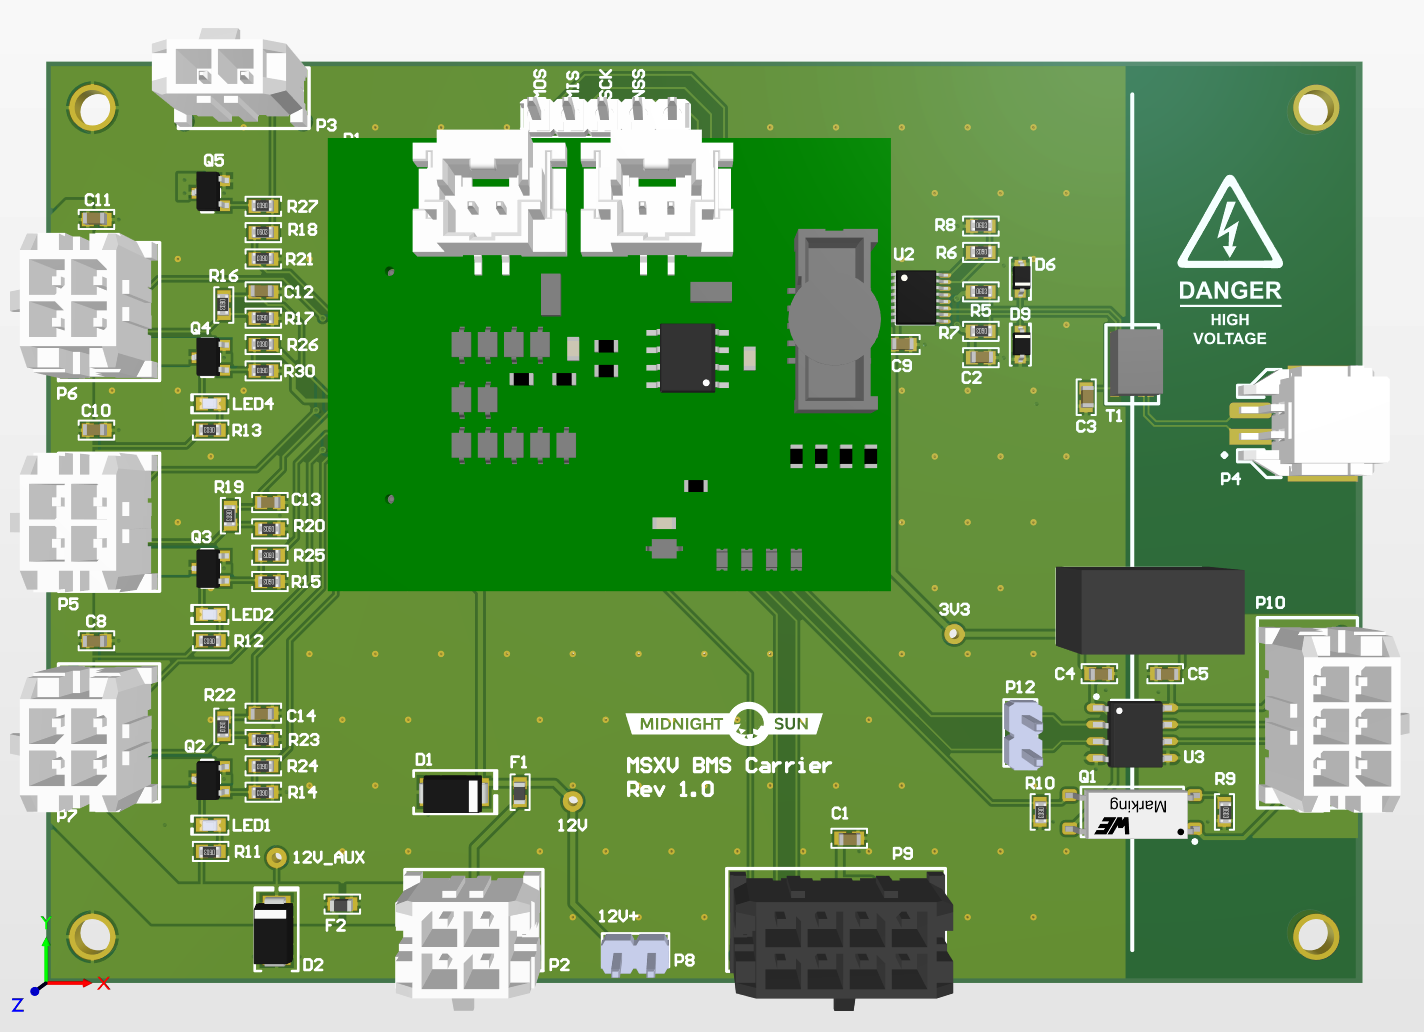 MOS
MIS
SCK
NSS
P3
Q5
C11
R27
R18
R21
R16
C12
R17
Q4
R26
R30
P6
LED4
C10
R13
R8
U2
R6
D6
R5
D9
R7
C9
C2
T1
C3
DANGER
HIGH
VOLTAGE
P4
R19
C13
R20
Q3
R25
R15
P5
LED2
C8
R12
3V3
P10
C4
C5
P12
R22
C14
R23
Q2
R24
R14
P7
LED1
R11
12V_AUX
MIDNIGHT SUN
MSXV BMS Carrier
Rev 1.0
D1
F1
12V
U3
R10
Q1
R9
Marking
WE
C1
P9
F2
D2
12V+
P2
P8
Y
X
Z